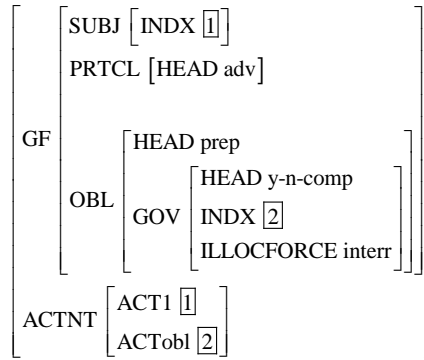 SUBJ [INDX 1]
PRTCL [HEAD adv]
HEAD prep
HEAD y-n-comp
GF
OBL
GOV
INDX 2
ILLOCFORCE interr
ACTNT
ACT1 1
ACTobl 2